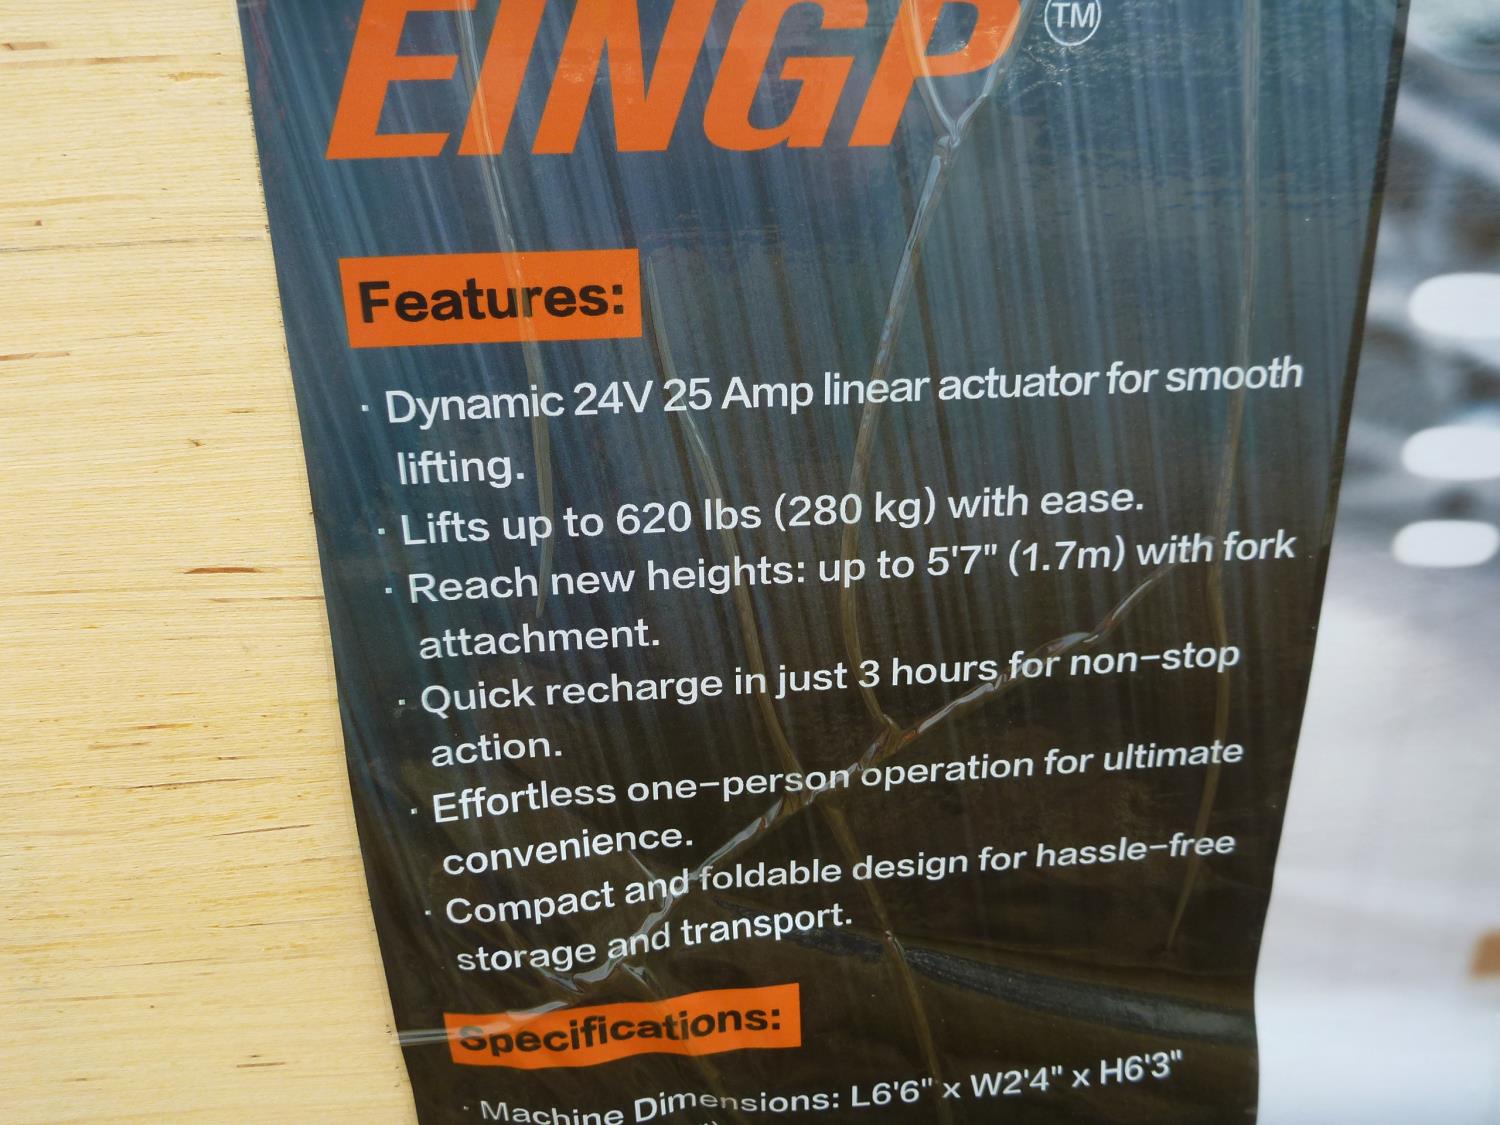 EINGP ™
Features:
· Dynamic 24V 25 Amp linear actuator for smooth
lifting.
· Lifts up to 620 lbs (280 kg) with ease.
· Reach new heights: up to 5'7" (1.7m) with fork
attachment.
· Quick recharge in just 3 hours for non-stop
action.
· Effortless one-person operation for ultimate
convenience.
· Compact and foldable design for hassle-free
storage and transport.
Specifications:
· Machine Dimensions: L6'6" x W2'4" x H6'3"